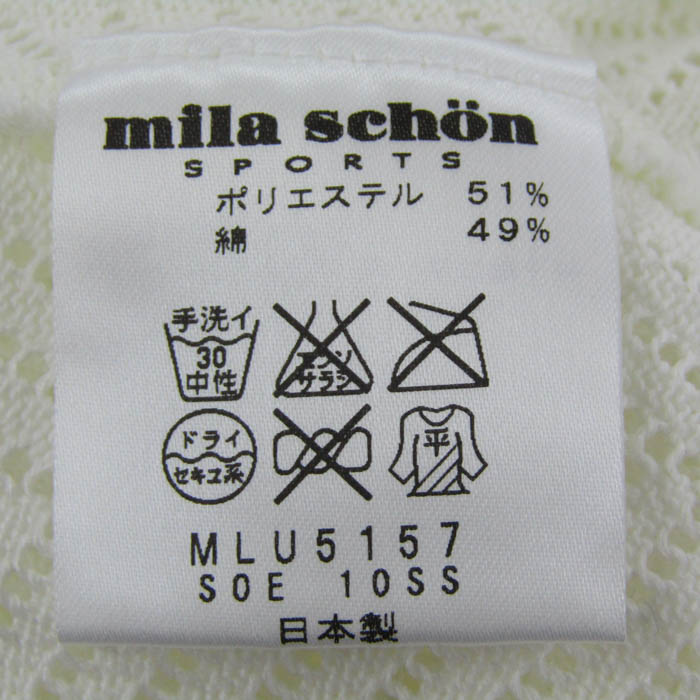 mila schön
SPORTS
ポリエステル 51%
綿 49%
手洗イ
30
中性
エンソ
サラシ
ドライ
セキユ系
平
MLU5157
SOE 10SS
日本製